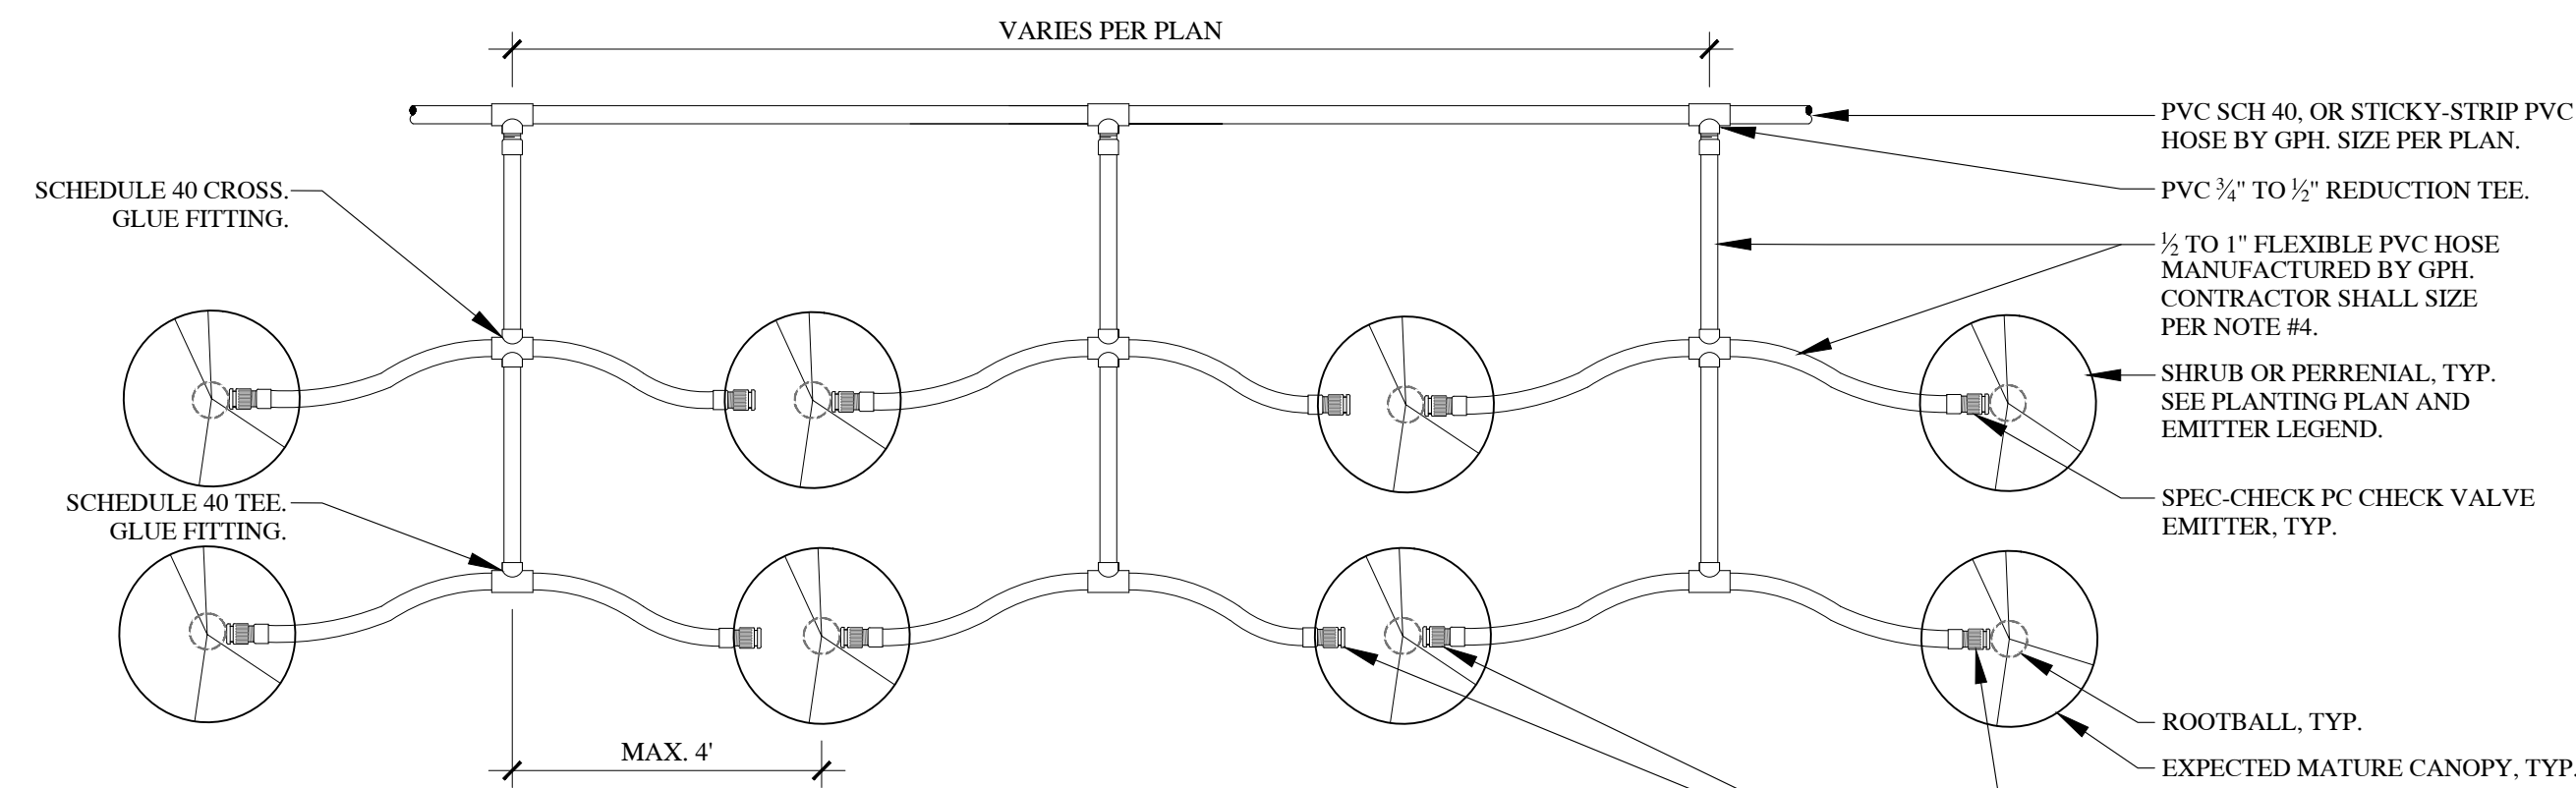 VARIES PER PLAN
PVC SCH 40, OR STICKY-STRIP PVC
HOSE BY GPH. SIZE PER PLAN.
SCHEDULE 40 CROSS.
GLUE FITTING.
PVC ¾" TO ½" REDUCTION TEE.
½ TO 1" FLEXIBLE PVC HOSE
MANUFACTURED BY GPH.
CONTRACTOR SHALL SIZE
PER NOTE #4.
SHRUB OR PERRENIAL, TYP.
SEE PLANTING PLAN AND
EMITTER LEGEND.
SCHEDULE 40 TEE.
GLUE FITTING.
SPEC-CHECK PC CHECK VALVE
EMITTER, TYP.
ROOTBALL, TYP.
MAX. 4'
EXPECTED MATURE CANOPY, TYP.